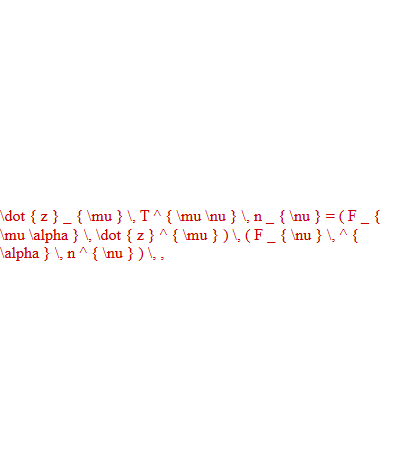 \dot { z } _ { \mu } \, T ^ { \mu \nu } \, n _ { \nu } = ( F _ {
\mu \alpha } \, \dot { z } ^ { \mu } ) \, ( F _ { \nu } \, ^ {
\alpha } \, n ^ { \nu } ) \, ,